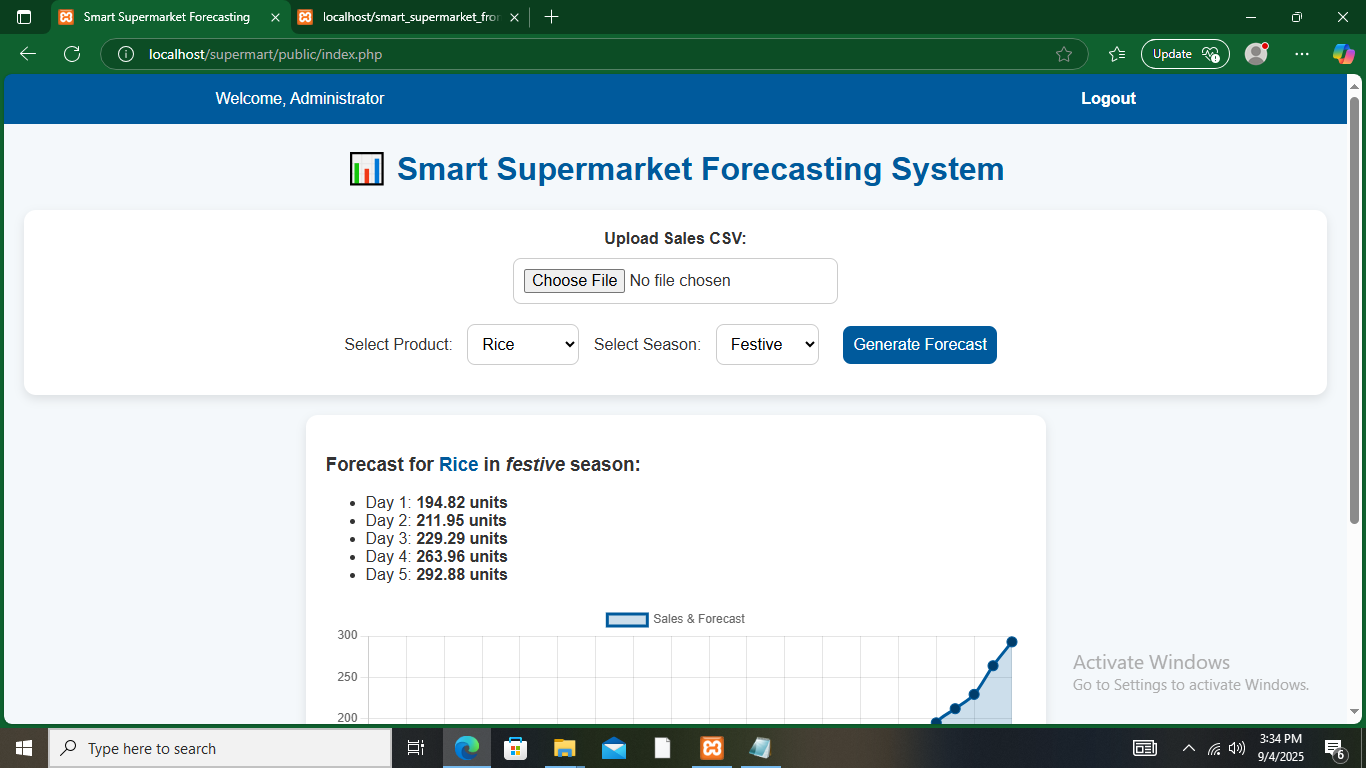 Smart Supermarket Forecasting
localhost/smart_supermarket_fror
localhost/supermart/public/index.php
Update
Welcome, Administrator
Logout
Smart Supermarket Forecasting System
Upload Sales CSV:
Choose File No file chosen
Select Product: Rice Select Season: Festive Generate Forecast
Forecast for Rice in festive season:
Day 1: 194.82 units
Day 2: 211.95 units
Day 3: 229.29 units
Day 4: 263.96 units
Day 5: 292.88 units
Sales & Forecast
300
250
200
Activate Windows
Go to Settings to activate Windows.
Type here to search
3:34 PM
9/4/2025
6